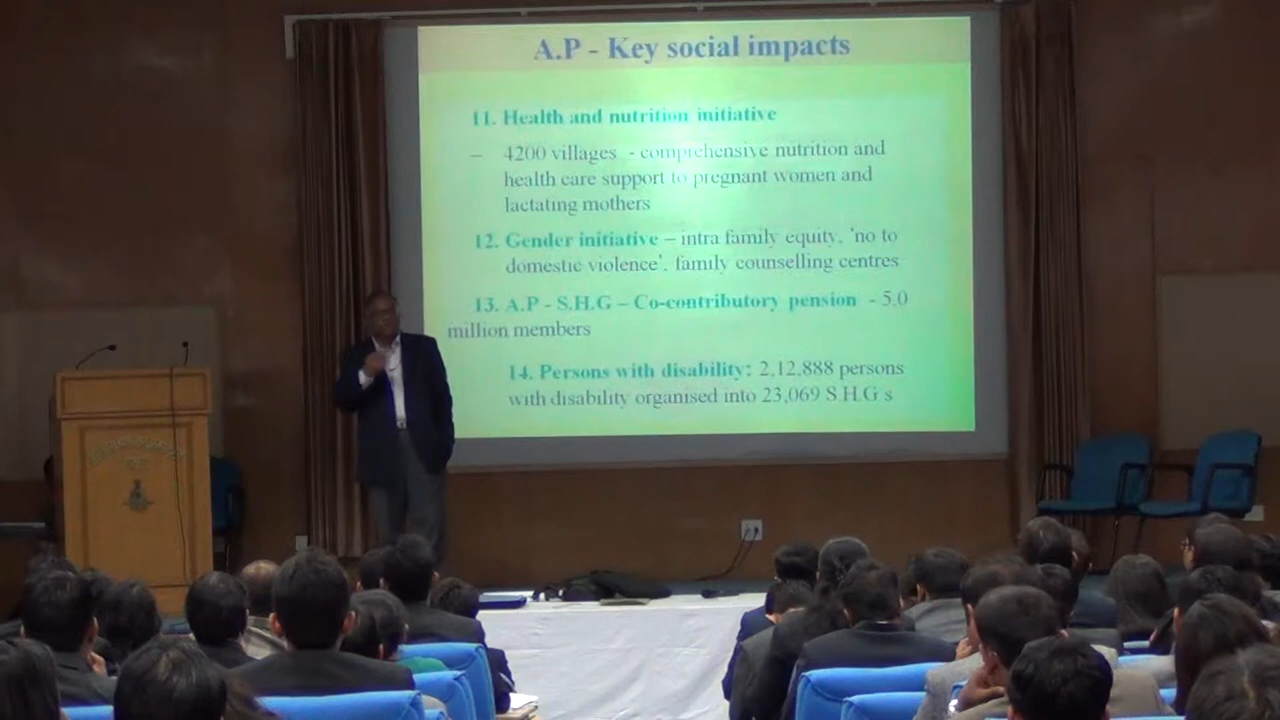 A.P - Key social impacts
11. Health and nutrition initiative
– 4200 villages - comprehensive nutrition and
health care support to pregnant women and
lactating mothers
12. Gender initiative – intra family equity, 'no to
domestic violence', family counselling centres
13. A.P - S.H.G – Co-contributory pension - 5.0
million members
14. Persons with disability: 2,12,888 persons
with disability organised into 23,069 S.H.G s